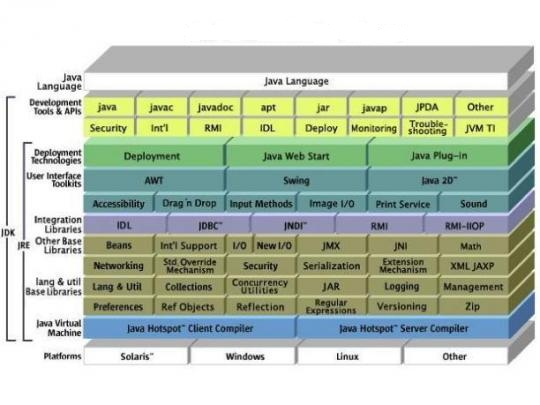 Java Language
Java Language
JDK
Development Tools & APIs
java javac javadoc apt jar javap JPDA Other
Security Int'l RMI IDL Deploy Monitoring Trouble-shooting JVM TI
JRE
Deployment Technologies
Deployment Java Web Start Java Plug-in
User Interface Toolkits
AWT Swing Java 2D™
Accessibility Drag 'n Drop Input Methods Image I/O Print Service Sound
Integration Libraries
IDL JDBC™ JNDI™ RMI RMI-IIOP
Other Base Libraries
Beans Int'l Support I/O New I/O JMX JNI Math
Networking Std. Override Mechanism Security Serialization Extension Mechanism XML JAXP
lang & util Base Libraries
Lang & Util Collections Concurrency Utilities JAR Logging Management
Preferences Ref Objects Reflection Regular Expressions Versioning Zip
Java Virtual Machine
Java Hotspot™ Client Compiler Java Hotspot™ Server Compiler
Platforms
Solaris™ Windows Linux Other